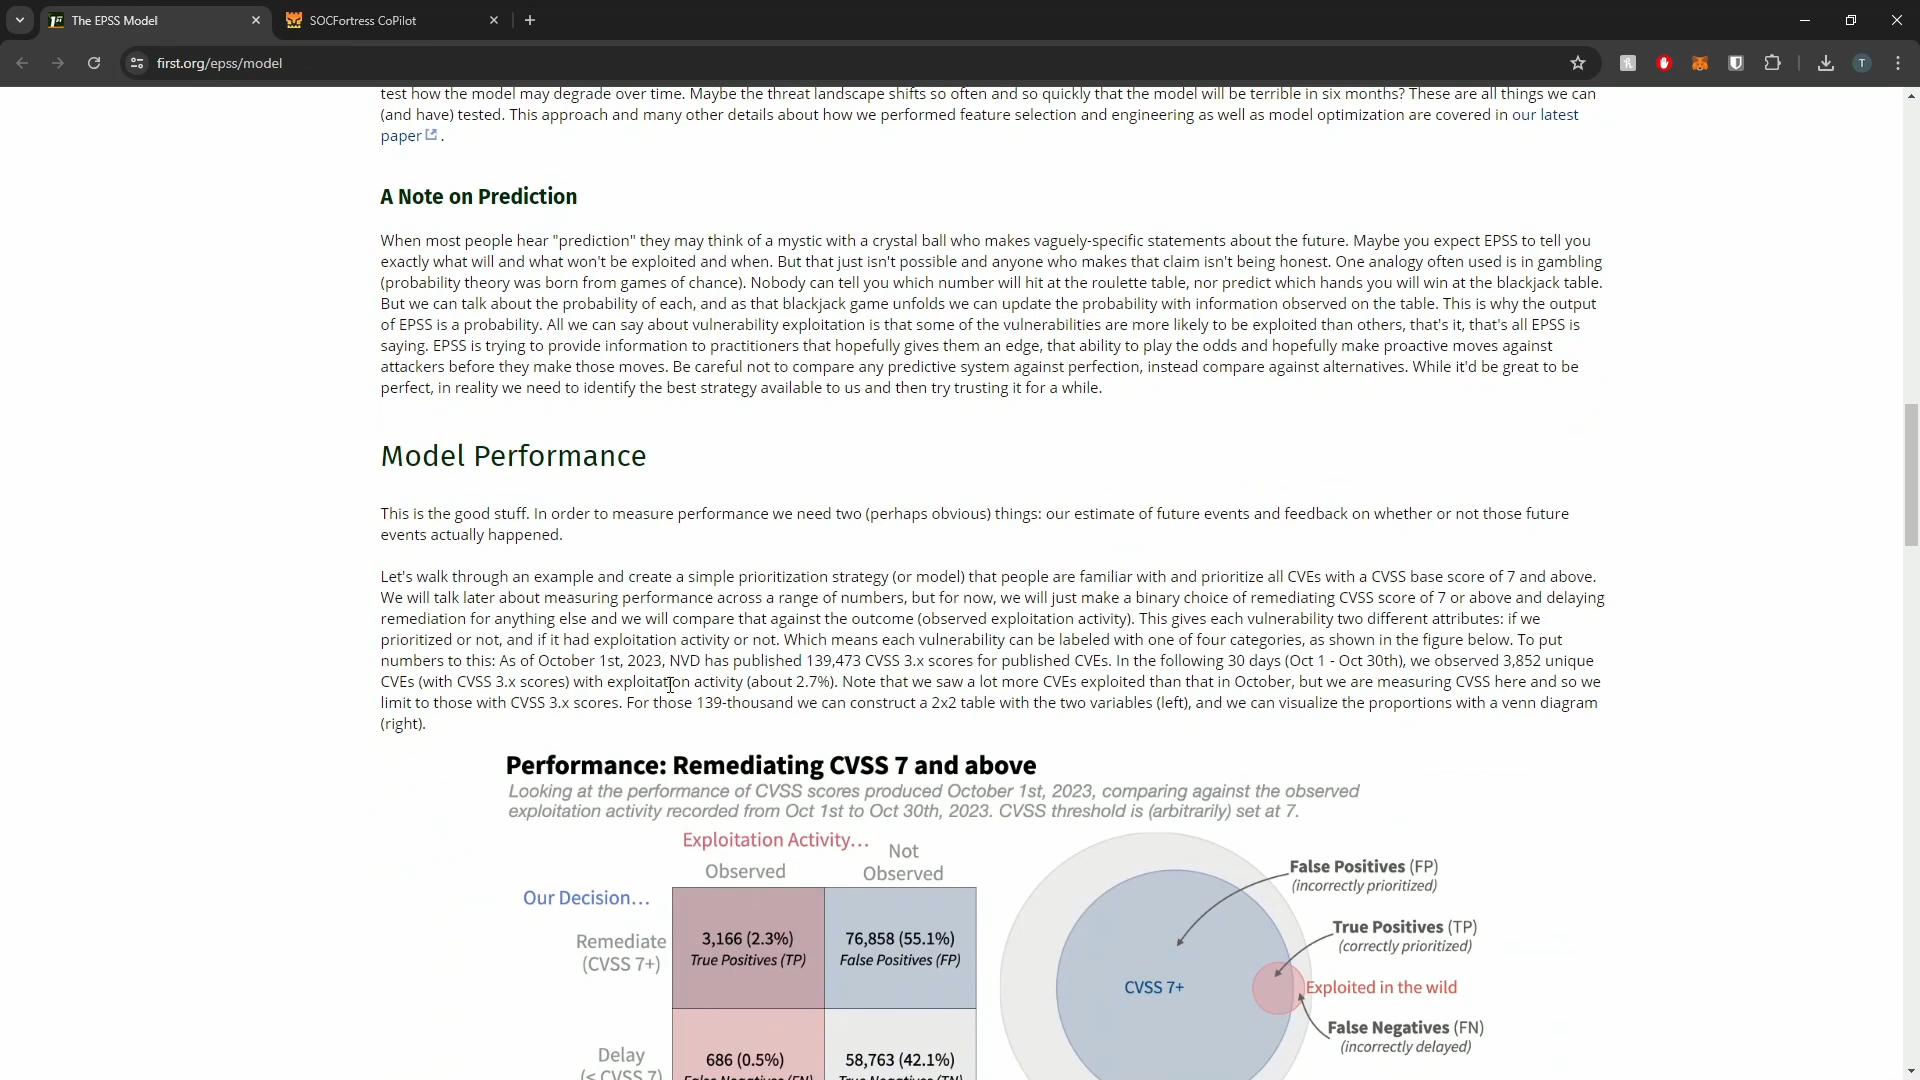 The EPSS Model
SOCFortress CoPilot
first.org/epss/model
test how the model may degrade over time. Maybe the threat landscape shifts so often and so quickly that the model will be terrible in six months? These are all things we can
(and have) tested. This approach and many other details about how we performed feature selection and engineering as well as model optimization are covered in our latest
paper .
A Note on Prediction
When most people hear "prediction" they may think of a mystic with a crystal ball who makes vaguely-specific statements about the future. Maybe you expect EPSS to tell you
exactly what will and what won't be exploited and when. But that just isn't possible and anyone who makes that claim isn't being honest. One analogy often used is in gambling
(probability theory was born from games of chance). Nobody can tell you which number will hit at the roulette table, nor predict which hands you will win at the blackjack table.
But we can talk about the probability of each, and as that blackjack game unfolds we can update the probability with information observed on the table. This is why the output
of EPSS is a probability. All we can say about vulnerability exploitation is that some of the vulnerabilities are more likely to be exploited than others, that's it, that's all EPSS is
saying. EPSS is trying to provide information to practitioners that hopefully gives them an edge, that ability to play the odds and hopefully make proactive moves against
attackers before they make those moves. Be careful not to compare any predictive system against perfection, instead compare against alternatives. While it'd be great to be
perfect, in reality we need to identify the best strategy available to us and then try trusting it for a while.
Model Performance
This is the good stuff. In order to measure performance we need two (perhaps obvious) things: our estimate of future events and feedback on whether or not those future
events actually happened.
Let's walk through an example and create a simple prioritization strategy (or model) that people are familiar with and prioritize all CVEs with a CVSS base score of 7 and above.
We will talk later about measuring performance across a range of numbers, but for now, we will just make a binary choice of remediating CVSS score of 7 or above and delaying
remediation for anything else and we will compare that against the outcome (observed exploitation activity). This gives each vulnerability two different attributes: if we
prioritized or not, and if it had exploitation activity or not. Which means each vulnerability can be labeled with one of four categories, as shown in the figure below. To put
numbers to this: As of October 1st, 2023, NVD has published 139,473 CVSS 3.x scores for published CVEs. In the following 30 days (Oct 1 - Oct 30th), we observed 3,852 unique
CVEs (with CVSS 3.x scores) with exploitation activity (about 2.7%). Note that we saw a lot more CVEs exploited than that in October, but we are measuring CVSS here and so we
limit to those with CVSS 3.x scores. For those 139-thousand we can construct a 2x2 table with the two variables (left), and we can visualize the proportions with a venn diagram
(right).
Performance: Remediating CVSS 7 and above
Looking at the performance of CVSS scores produced October 1st, 2023, comparing against the observed
exploitation activity recorded from Oct 1st to Oct 30th, 2023. CVSS threshold is (arbitrarily) set at 7.
Exploitation Activity…
Observed
Not
Observed
Our Decision…
Remediate
(CVSS 7+)
3,166 (2.3%)
True Positives (TP)
76,858 (55.1%)
False Positives (FP)
Delay
(< CVSS 7)
686 (0.5%)
False Negatives (FN)
58,763 (42.1%)
True Negatives (TN)
False Positives (FP)
(incorrectly prioritized)
True Positives (TP)
(correctly prioritized)
CVSS 7+
Exploited in the wild
False Negatives (FN)
(incorrectly delayed)
T